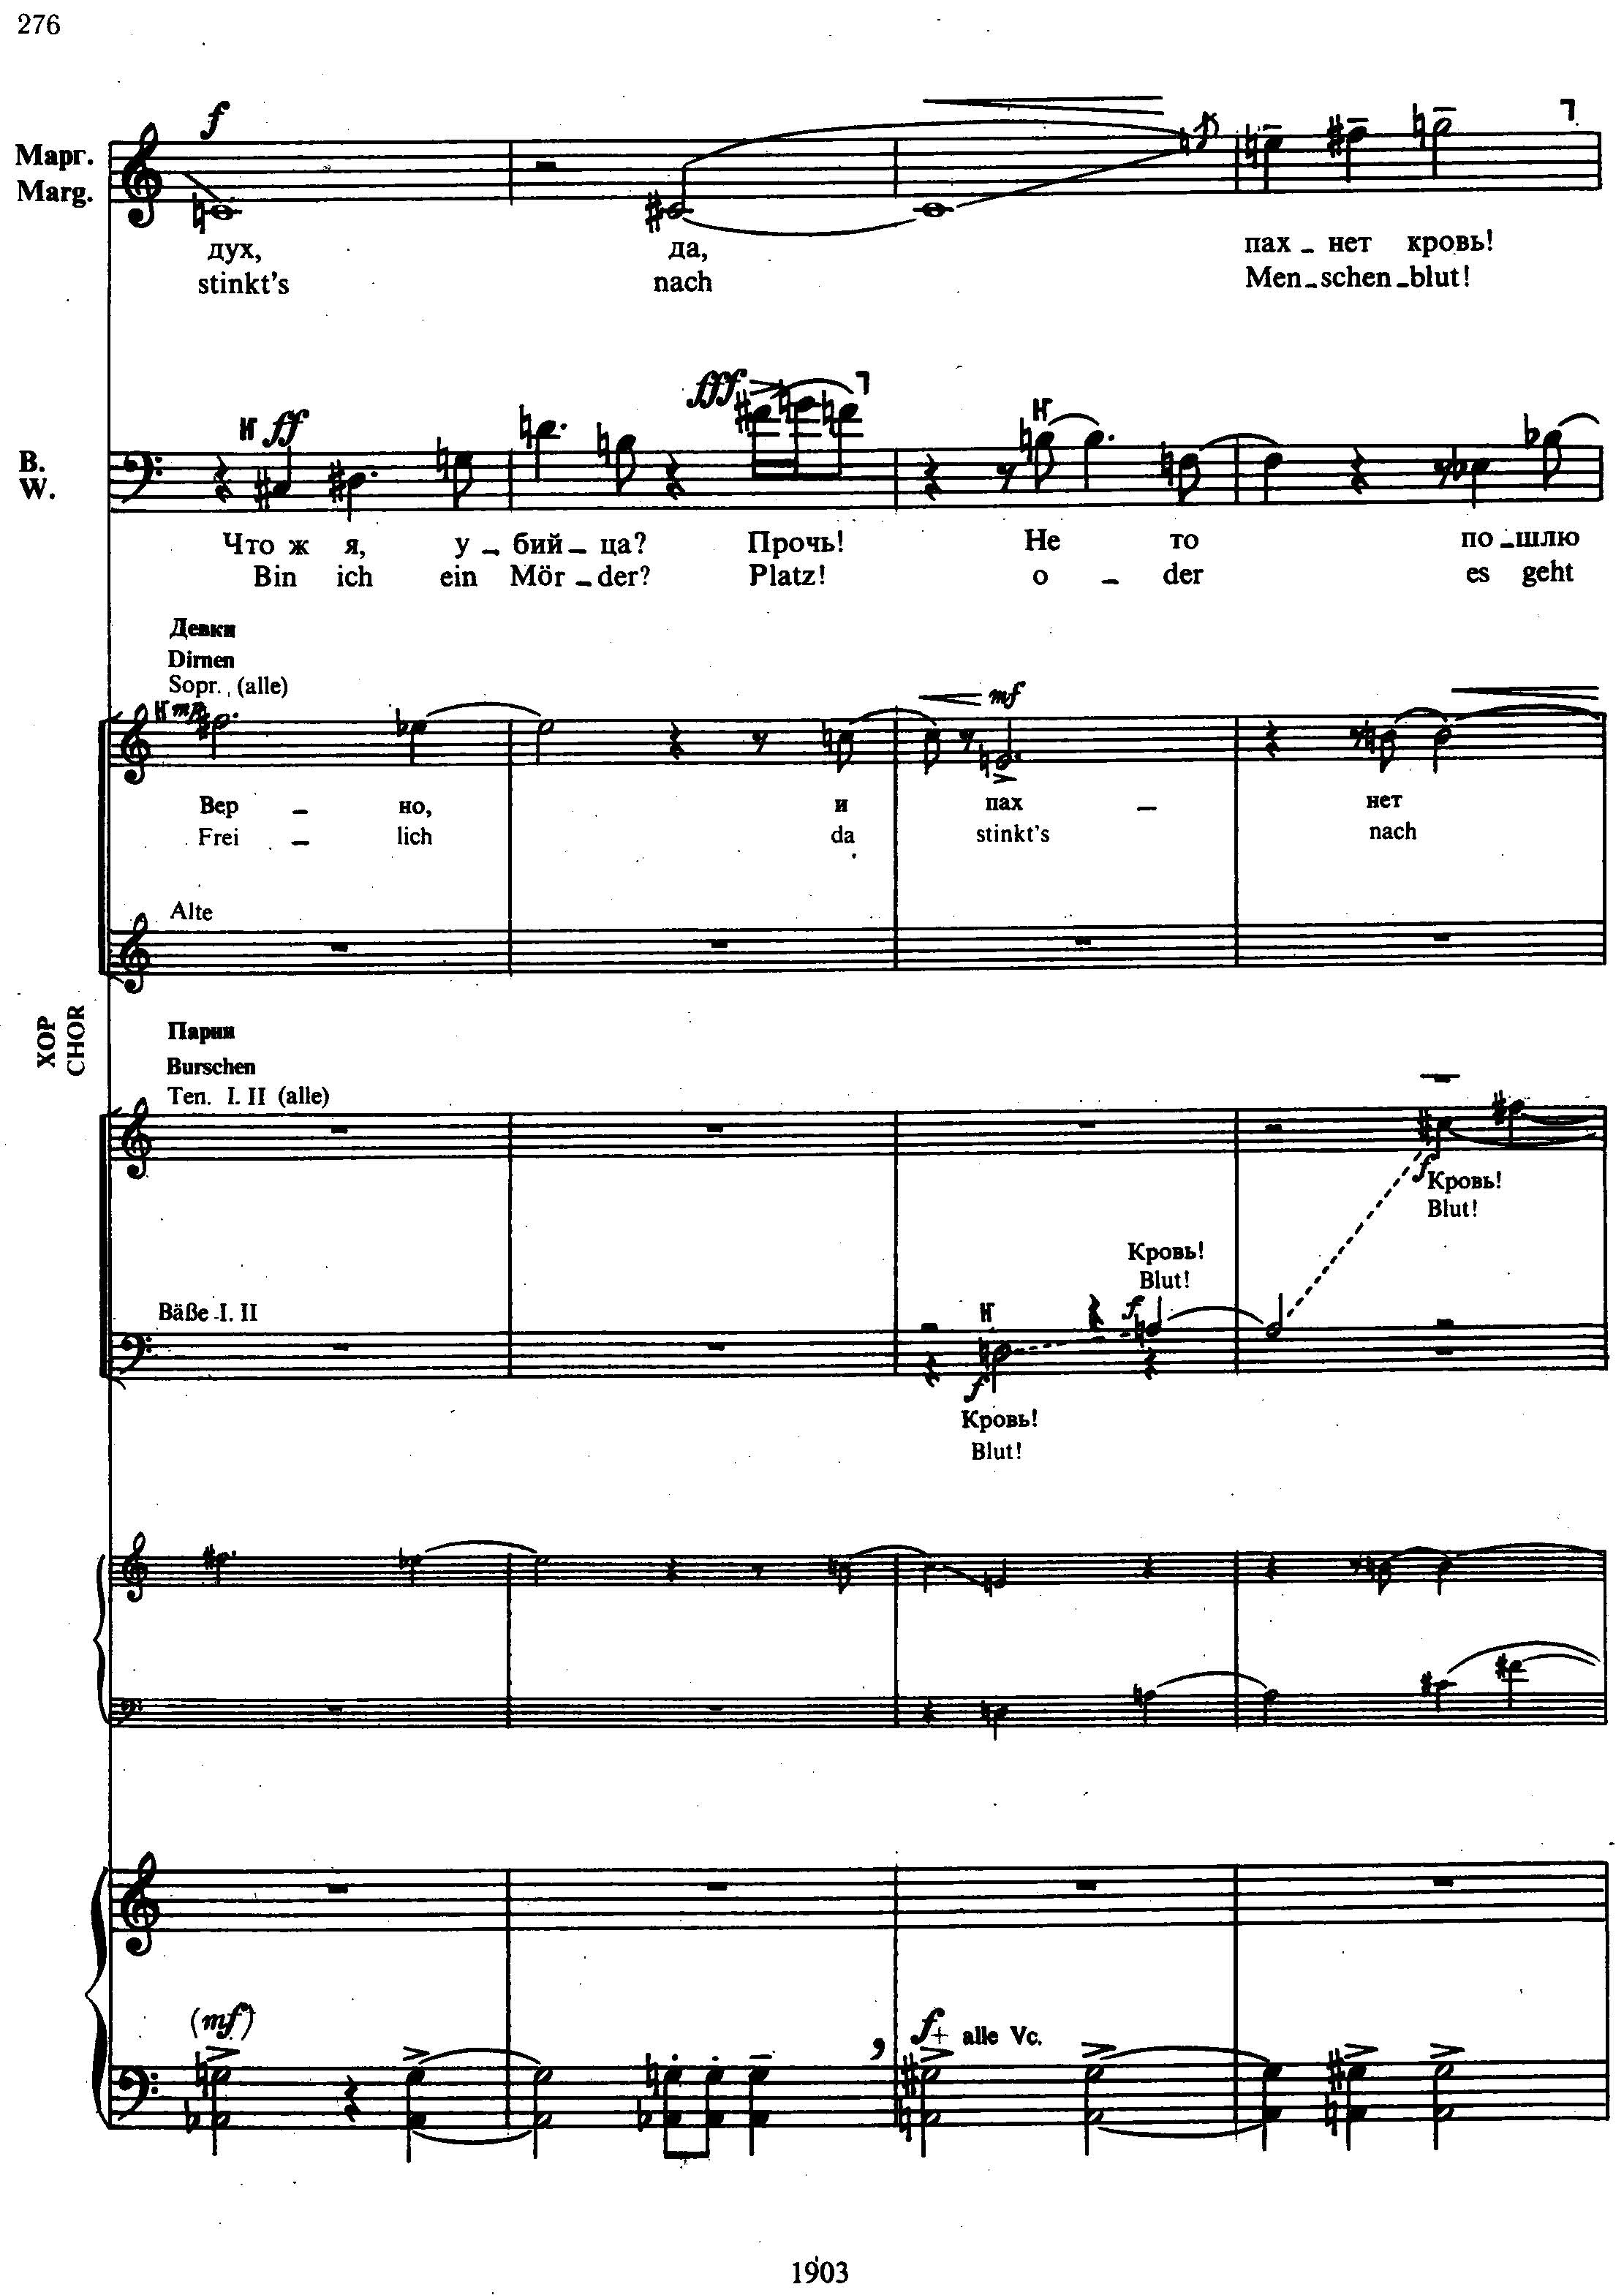 276
f
Марг.
Marg.
дух, да, пах - нет кровь!
stinkt's nach Men-schen-blut!
fff
ff
В.
W.
Что ж я, у - бий - ца? Прочь! Не то по - шлю
Bin ich ein Mör - der? Platz! o - der es geht
Девки
Dirnen
Sopr. (alle)
mp
mf
Вер - но, и пах - нет
Frei - lich da stinkt's nach
Alte
ХОР
CHOR
Парни
Burschen
Ten. I. II (alle)
f
Кровь!
Blut!
Кровь!
Blut!
Bäße I. II
f
f
Кровь!
Blut!
(mf)
f + alle Vc.
1903